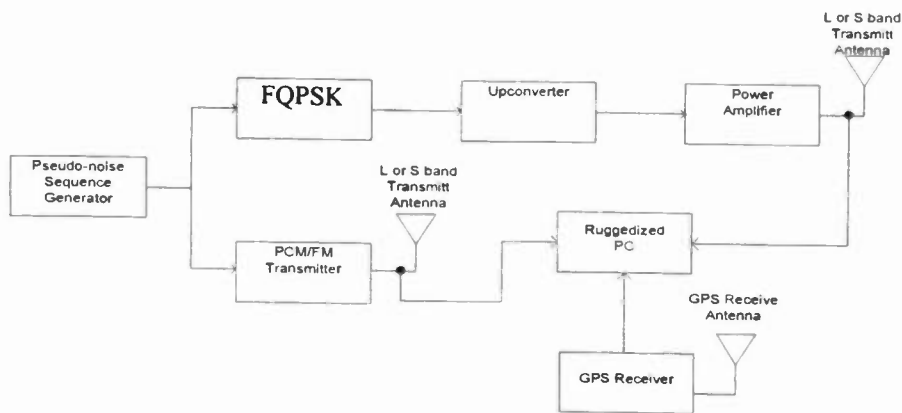 L or S band
Transmitt
Antenna
FQPSK
Upconverter
Power
Amplifier
Pseudo-noise
Sequence
Generator
L or S band
Transmitt
Antenna
PCM/FM
Transmitter
Ruggedized
PC
GPS Receive
Antenna
GPS Receiver